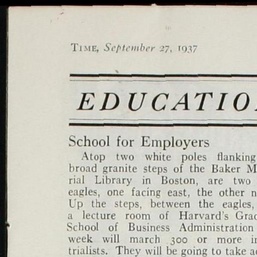 TIME, September 27, 1937
EDUCATIO
School for Employers
Atop two white poles flanking
broad granite steps of the Baker M
rial Library in Boston, are two
eagles, one facing east, the other n
Up the steps, between the eagles,
a lecture room of Harvard's Grad
School of Business Administration
week will march 300 or more in
trialists. They will be going to take a